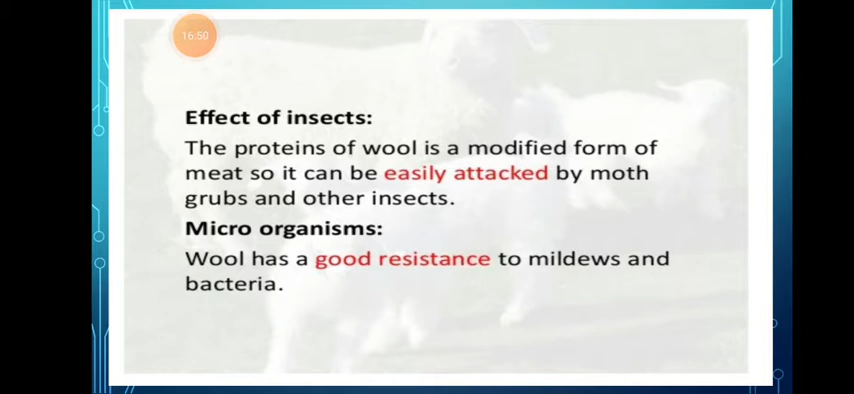 16:50
Effect of insects:
The proteins of wool is a modified form of
meat so it can be easily attacked by moth
grubs and other insects.
Micro organisms:
Wool has a good resistance to mildews and
bacteria.